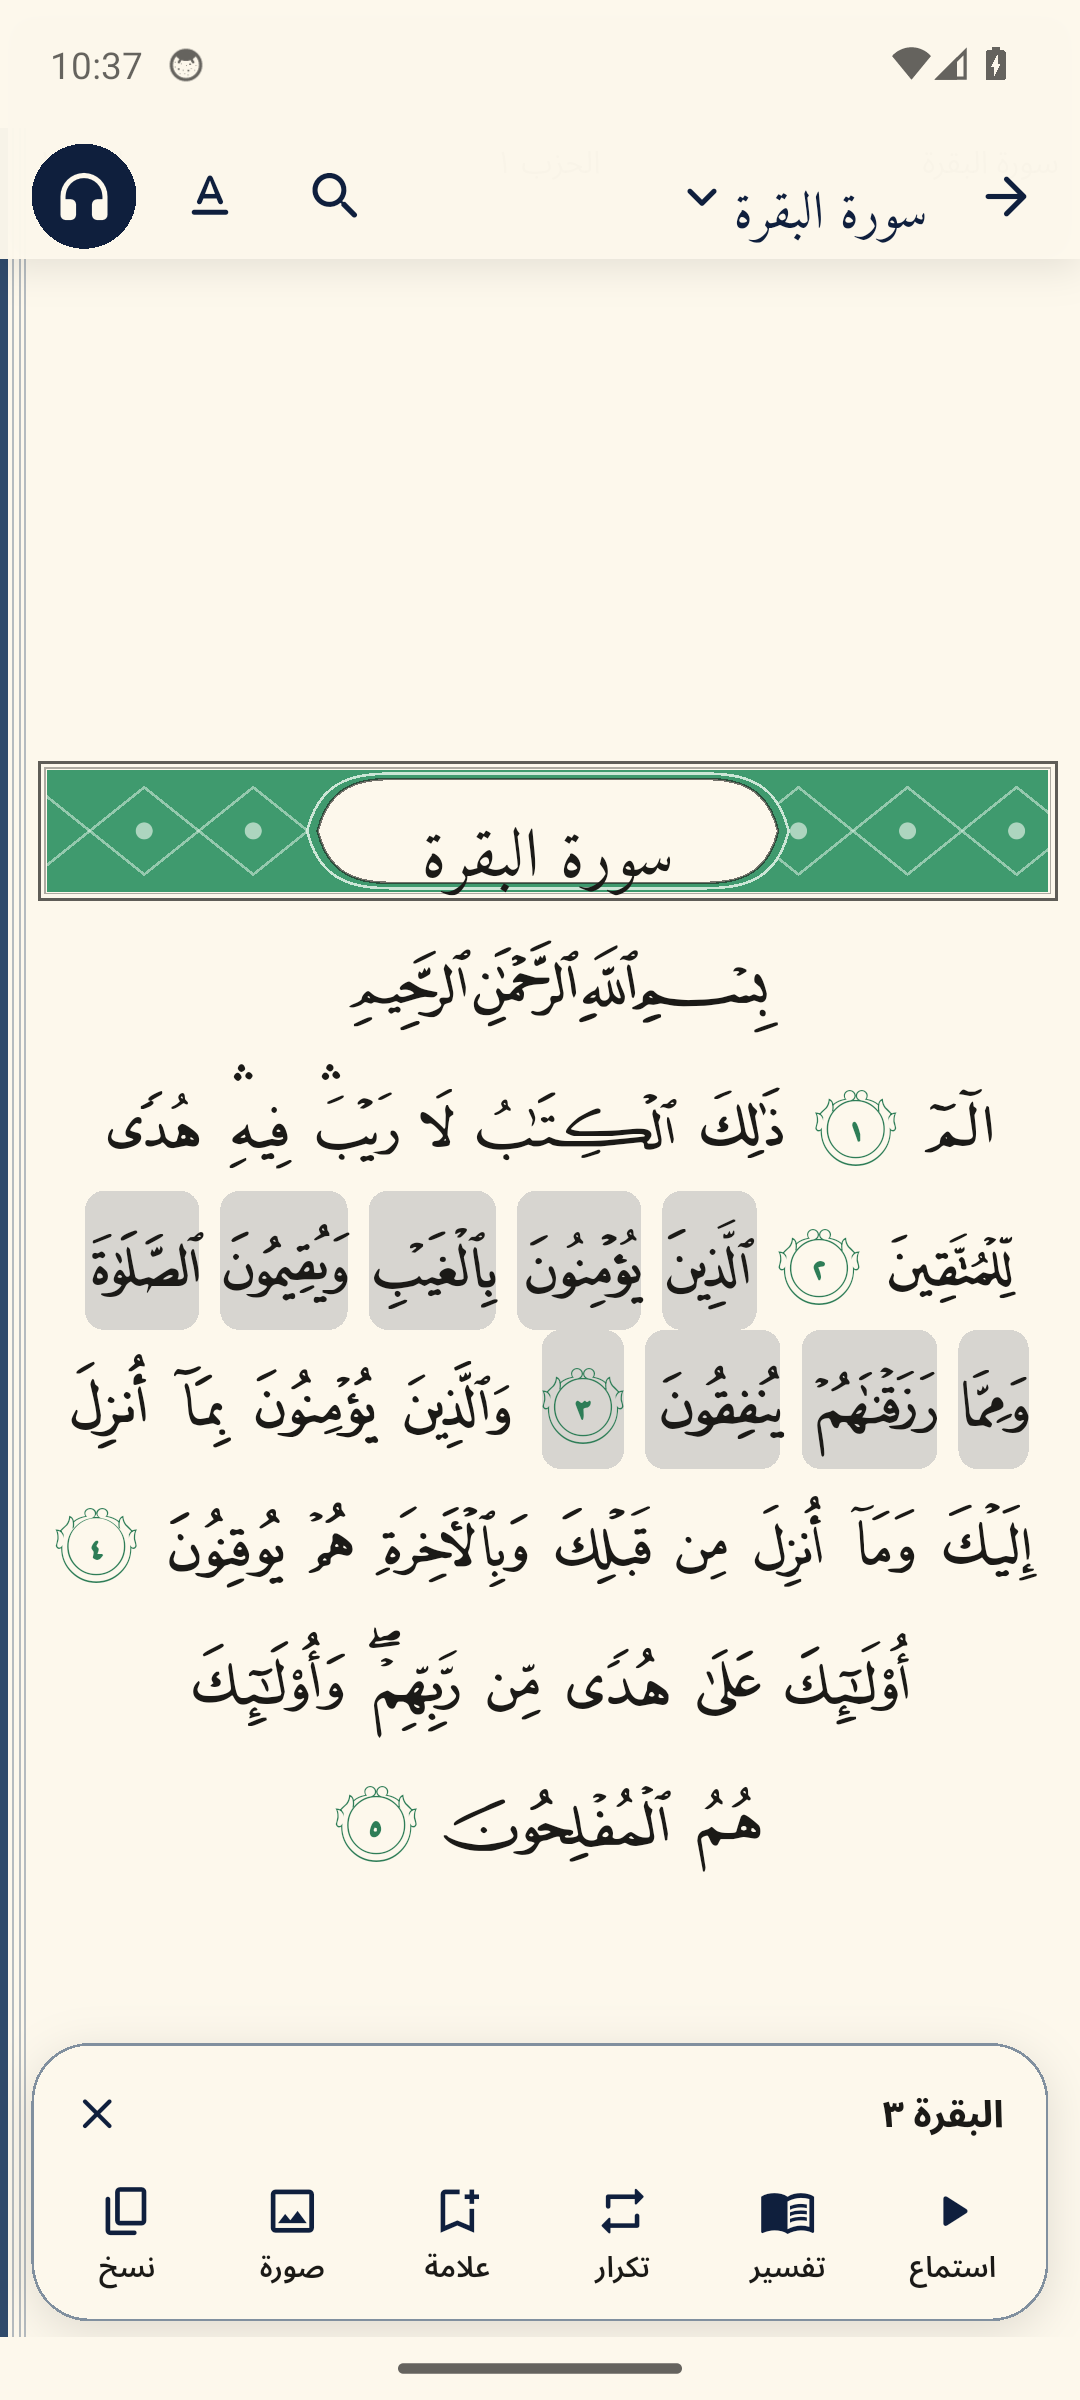 10:37
سورة البقرة
سورة البقرة
بِسْمِ ٱللَّهِ ٱلرَّحْمَٰنِ ٱلرَّحِيمِ
الٓمٓ ١ ذَٰلِكَ ٱلْكِتَٰبُ لَا رَيْبَ ۛ فِيهِ ۛ هُدًى
لِّلْمُتَّقِينَ ٢ ٱلَّذِينَ يُؤْمِنُونَ بِٱلْغَيْبِ وَيُقِيمُونَ ٱلصَّلَوٰةَ
وَمِمَّا رَزَقْنَٰهُمْ يُنفِقُونَ ٣ وَٱلَّذِينَ يُؤْمِنُونَ بِمَآ أُنزِلَ
إِلَيْكَ وَمَآ أُنزِلَ مِن قَبْلِكَ وَبِٱلْأَخِرَةِ هُمْ يُوقِنُونَ ٤
أُوْلَٰٓئِكَ عَلَىٰ هُدًى مِّن رَّبِّهِمْ ۖ وَأُوْلَٰٓئِكَ
هُمُ ٱلْمُفْلِحُونَ ٥
البقرة ٣
استماع تفسير تكرار علامة صورة نسخ